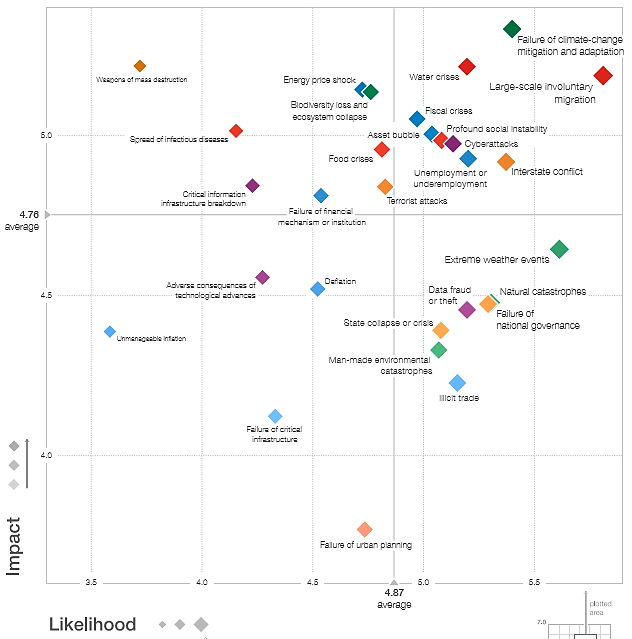 Failure of climate-change
mitigation and adaptation
Weapons of mass destruction
Energy price shock
Water crises
Large-scale involuntary
migration
Biodiversity loss and
ecosystem collapse
Fiscal crises
5.0
Spread of infectious diseases
Asset bubble
Profound social instability
Cyberattacks
Food crises
Unemployment or
underemployment
Interstate conflict
Critical information
infrastructure breakdown
Terrorist attacks
Failure of financial
mechanism or institution
4.76
average
Extreme weather events
Adverse consequences of
technological advances
Deflation
4.5
Data fraud
or theft
Natural catastrophes
Failure of
national governance
State collapse or crisis
Unmanageable inflation
Man-made environmental
catastrophes
Illicit trade
Failure of critical
infrastructure
4.0
Failure of urban planning
Impact
3.5
4.0
4.5
5.0
5.5
4.87
average
Likelihood
plotted
area
7.0